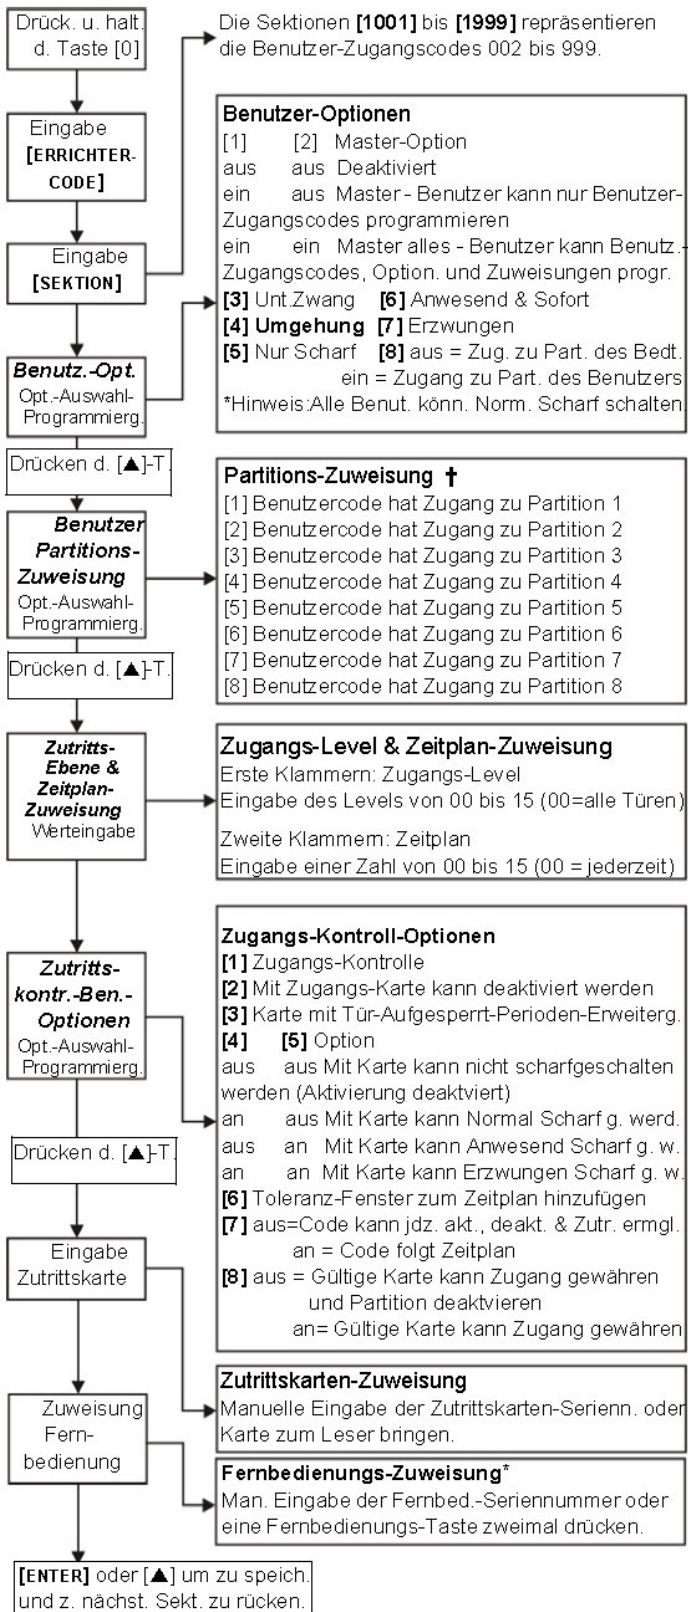 Drück. u. halt.
d. Taste [0]
Die Sektionen [1001] bis [1999] repräsentieren
die Benutzer-Zugangscodes 002 bis 999.
Eingabe
[ERRICHTER-
CODE]
Eingabe
[SEKTION]
Benutzer-Optionen
[1] [2] Master-Option
aus aus Deaktiviert
ein aus Master - Benutzer kann nur Benutzer-
Zugangscodes programmieren
ein ein Master alles - Benutzer kann Benutz.-
Zugangscodes, Option. und Zuweisungen progr.
[3] Unt.Zwang [6] Anwesend & Sofort
[4] Umgehung [7] Erzwungen
[5] Nur Scharf [8] aus = Zug. zu Part. des Bedt.
ein = Zugang zu Part. des Benutzers
*Hinweis:Alle Benut. könn. Norm. Scharf schalten
Benutz.-Opt.
Opt.-Auswahl-
Programmierg.
Drücken d. [▲]-T.
Benutzer
Partitions-
Zuweisung
Opt.-Auswahl-
Programmierg.
Partitions-Zuweisung †
[1] Benutzercode hat Zugang zu Partition 1
[2] Benutzercode hat Zugang zu Partition 2
[3] Benutzercode hat Zugang zu Partition 3
[4] Benutzercode hat Zugang zu Partition 4
[5] Benutzercode hat Zugang zu Partition 5
[6] Benutzercode hat Zugang zu Partition 6
[7] Benutzercode hat Zugang zu Partition 7
[8] Benutzercode hat Zugang zu Partition 8
Drücken d. [▲]-T.
Zutritts-
Ebene &
Zeitplan-
Zuweisung
Werteingabe
Zugangs-Level & Zeitplan-Zuweisung
Erste Klammern: Zugangs-Level
Eingabe des Levels von 00 bis 15 (00=alle Türen)
Zweite Klammern: Zeitplan
Eingabe einer Zahl von 00 bis 15 (00 = jederzeit)
Zutritts-
kontr.-Ben.-
Optionen
Opt.-Auswahl-
Programmierg.
Zugangs-Kontroll-Optionen
[1] Zugangs-Kontrolle
[2] Mit Zugangs-Karte kann deaktiviert werden
[3] Karte mit Tür-Aufgesperrt-Perioden-Erweiterg.
[4] [5] Option
aus aus Mit Karte kann nicht scharfgeschalten
werden (Aktivierung deaktviert)
an aus Mit Karte kann Normal Scharf g. werd.
aus an Mit Karte kann Anwesend Scharf g. w.
an an Mit Karte kann Erzwungen Scharf g. w.
[6] Toleranz-Fenster zum Zeitplan hinzufügen
[7] aus=Code kann jdz. akt., deakt. & Zutr. ermgl.
an = Code folgt Zeitplan
[8] aus = Gültige Karte kann Zugang gewähren
und Partition deaktvieren
an= Gültige Karte kann Zugang gewähren
Drücken d. [▲]-T.
Eingabe
Zutrittskarte
Zutrittskarten-Zuweisung
Manuelle Eingabe der Zutrittskarten-Serienn. oder
Karte zum Leser bringen.
Zuweisung
Fern-
bedienung
Fernbedienungs-Zuweisung*
Man. Eingabe der Fernbed.-Seriennummer oder
eine Fernbedienungs-Taste zweimal drücken.
[ENTER] oder [▲] um zu speich.
und z. nächst. Sekt. zu rücken.